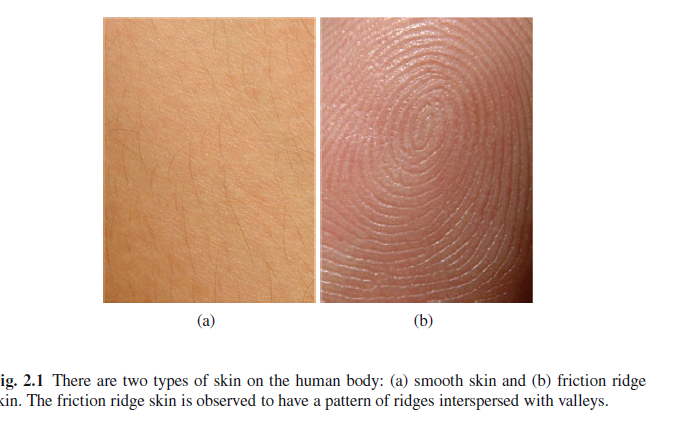 (a)
(b)
ig. 2.1 There are two types of skin on the human body: (a) smooth skin and (b) friction ridge
kin. The friction ridge skin is observed to have a pattern of ridges interspersed with valleys.